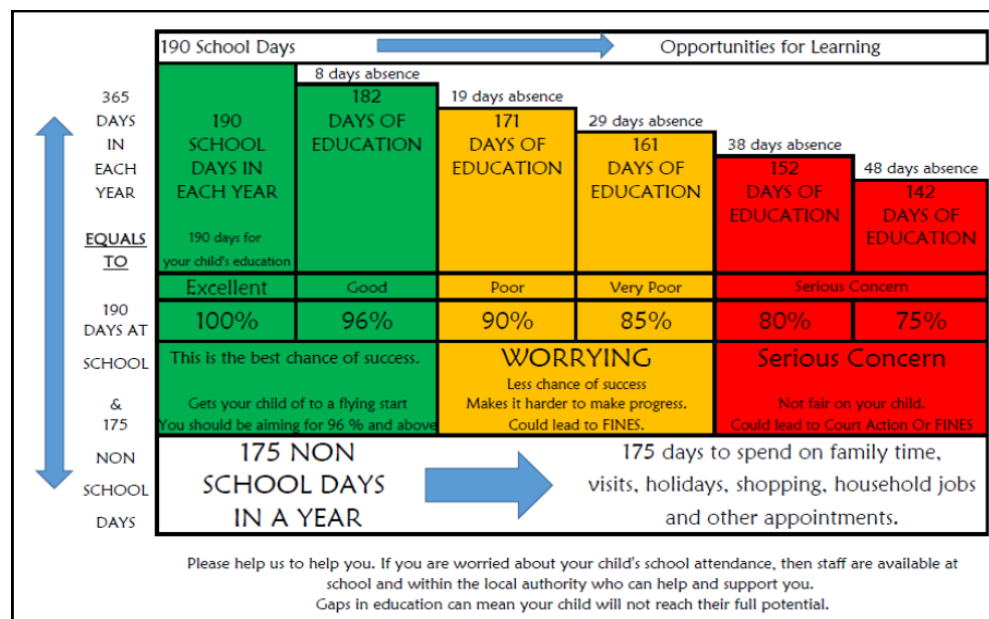 190 School Days
Opportunities for Learning
365
DAYS
IN
EACH
YEAR
EQUALS
TO
190
DAYS AT
SCHOOL
&
175
NON
SCHOOL
DAYS
190
SCHOOL
DAYS IN
EACH YEAR
190 days for
your child's education
8 days absence
182
DAYS OF
EDUCATION
19 days absence
171
DAYS OF
EDUCATION
29 days absence
161
DAYS OF
EDUCATION
38 days absence
152
DAYS OF
EDUCATION
48 days absence
142
DAYS OF
EDUCATION
Excellent
Good
Poor
Very Poor
Serious Concern
100%
96%
90%
85%
80%
75%
This is the best chance of success.
Gets your child of to a flying start
You should be aiming for 96 % and above
WORRYING
Less chance of success
Makes it harder to make progress.
Could lead to FINES.
Serious Concern
Not fair on your child.
Could lead to Court Action Or FINES
175 NON
SCHOOL DAYS
IN A YEAR
175 days to spend on family time,
visits, holidays, shopping, household jobs
and other appointments.
Please help us to help you. If you are worried about your child's school attendance, then staff are available at
school and within the local authority who can help and support you.
Gaps in education can mean your child will not reach their full potential.